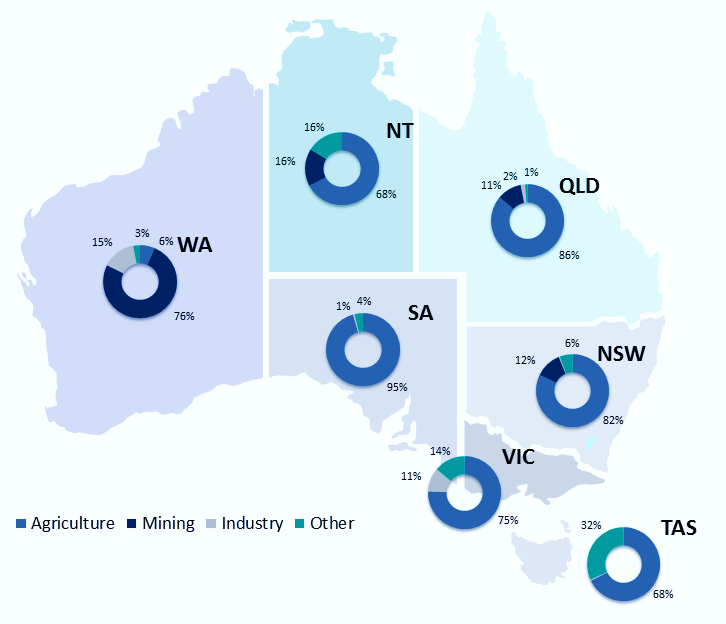 NT
16%
16%
68%
QLD
11%
2%
1%
86%
WA
15%
3%
6%
76%
SA
1%
4%
95%
NSW
12%
6%
82%
VIC
14%
11%
75%
Agriculture Mining Industry Other
TAS
32%
68%